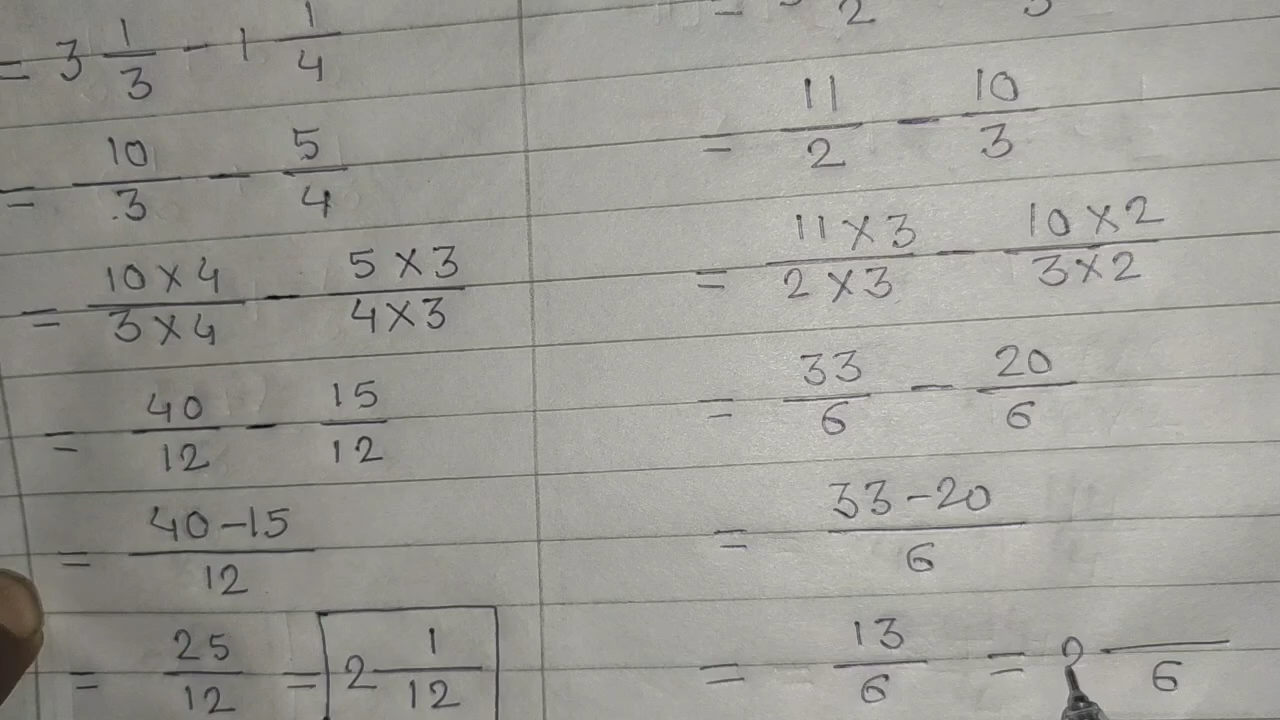 = 3 1/3 - 1 1/4
= 10/3 - 5/4
= 10 × 4/3 × 4 - 5 × 3/4 × 3
= 40/12 - 15/12
= 40 - 15/12
= 25/12 = 2 1/12
= 11/2 - 10/3
= 11 × 3/2 × 3 - 10 × 2/3 × 2
= 33/6 - 20/6
= 33 - 20/6
= 13/6 = /6